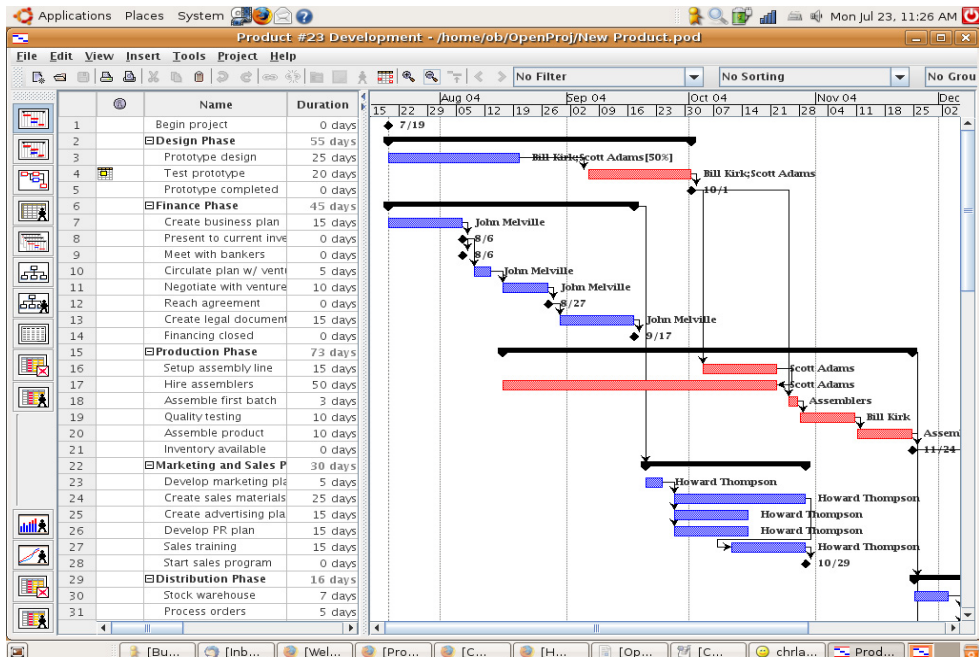 Applications Places System Mon Jul 23, 11:26 AM
Product #23 Development - /home/ob/OpenProj/New Product.pod
File Edit View Insert Tools Project Help
No Filter No Sorting No Grou
Name Duration
Aug 04 Sep 04 Oct 04 Nov 04 Dec
15 22 29 05 12 19 26 02 09 16 23 30 07 14 21 28 04 11 18 25 02
1 Begin project 0 days 7/19
2 Design Phase 55 days
3 Prototype design 25 days Bill Kirk;Scott Adams[50%]
4 Test prototype 20 days Bill Kirk;Scott Adams
5 Prototype completed 0 days 10/1
6 Finance Phase 45 days
7 Create business plan 15 days John Melville
8 Present to current inve 0 days 8/6
9 Meet with bankers 0 days 8/6
10 Circulate plan w/ ventu 5 days John Melville
11 Negotiate with venture 10 days John Melville
12 Reach agreement 0 days 8/27
13 Create legal document 15 days John Melville
14 Financing closed 0 days 9/17
15 Production Phase 73 days
16 Setup assembly line 15 days Scott Adams
17 Hire assemblers 50 days Scott Adams
18 Assemble first batch 3 days Assemblers
19 Quality testing 10 days Bill Kirk
20 Assemble product 10 days Assem
21 Inventory available 0 days 11/24
22 Marketing and Sales P 30 days
23 Develop marketing pla 5 days Howard Thompson
24 Create sales materials 25 days Howard Thompson
25 Create advertising pla 15 days Howard Thompson
26 Develop PR plan 15 days Howard Thompson
27 Sales training 15 days Howard Thompson
28 Start sales program 0 days 10/29
29 Distribution Phase 16 days
30 Stock warehouse 7 days
31 Process orders 5 days
[Bu... [Inb... [Wel... [Pro... [C... [H... [Op... [C... chrla... Prod...